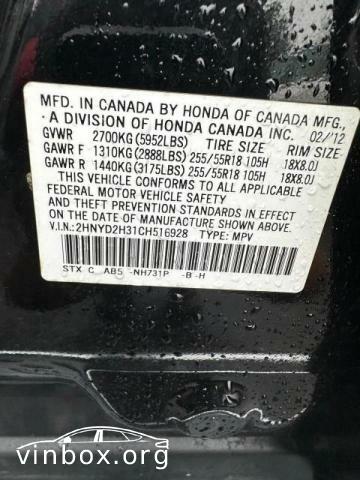 MFD. IN CANADA BY HONDA OF CANADA MFG.,
A DIVISION OF HONDA CANADA INC. 02/'12
GVWR 2700KG(5952LBS) TIRE SIZE RIM SIZE
GAWR F 1310KG(2888LBS) 255/55R18 105H 18X8.0J
GAWR R 1440KG(3175LBS) 255/55R18 105H 18X8.0J
THIS VEHICLE CONFORMS TO ALL APPLICABLE
FEDERAL MOTOR VEHICLE SAFETY
AND THEFT PREVENTION STANDARDS IN EFFECT ON
THE DATE OF MANUFACTURE SHOWN ABOVE.
V.I.N.: 2HNYD2H31CH516928 TYPE: MPV
STX C AB5 -NH731P -B -H
vinbox.org